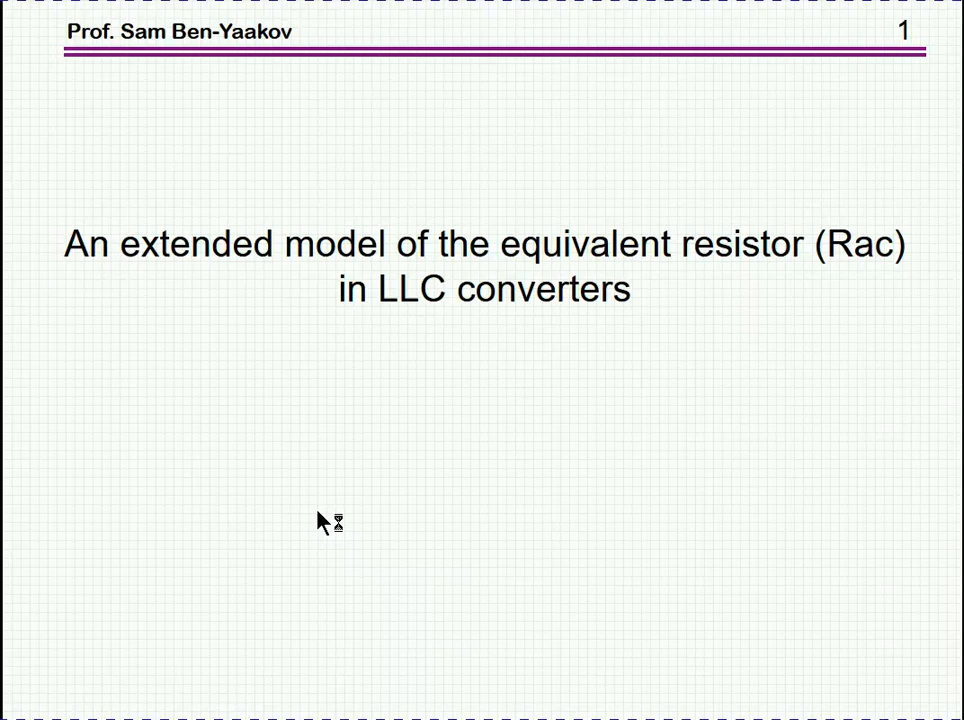 Prof. Sam Ben-Yaakov
1
An extended model of the equivalent resistor (Rac)
in LLC converters